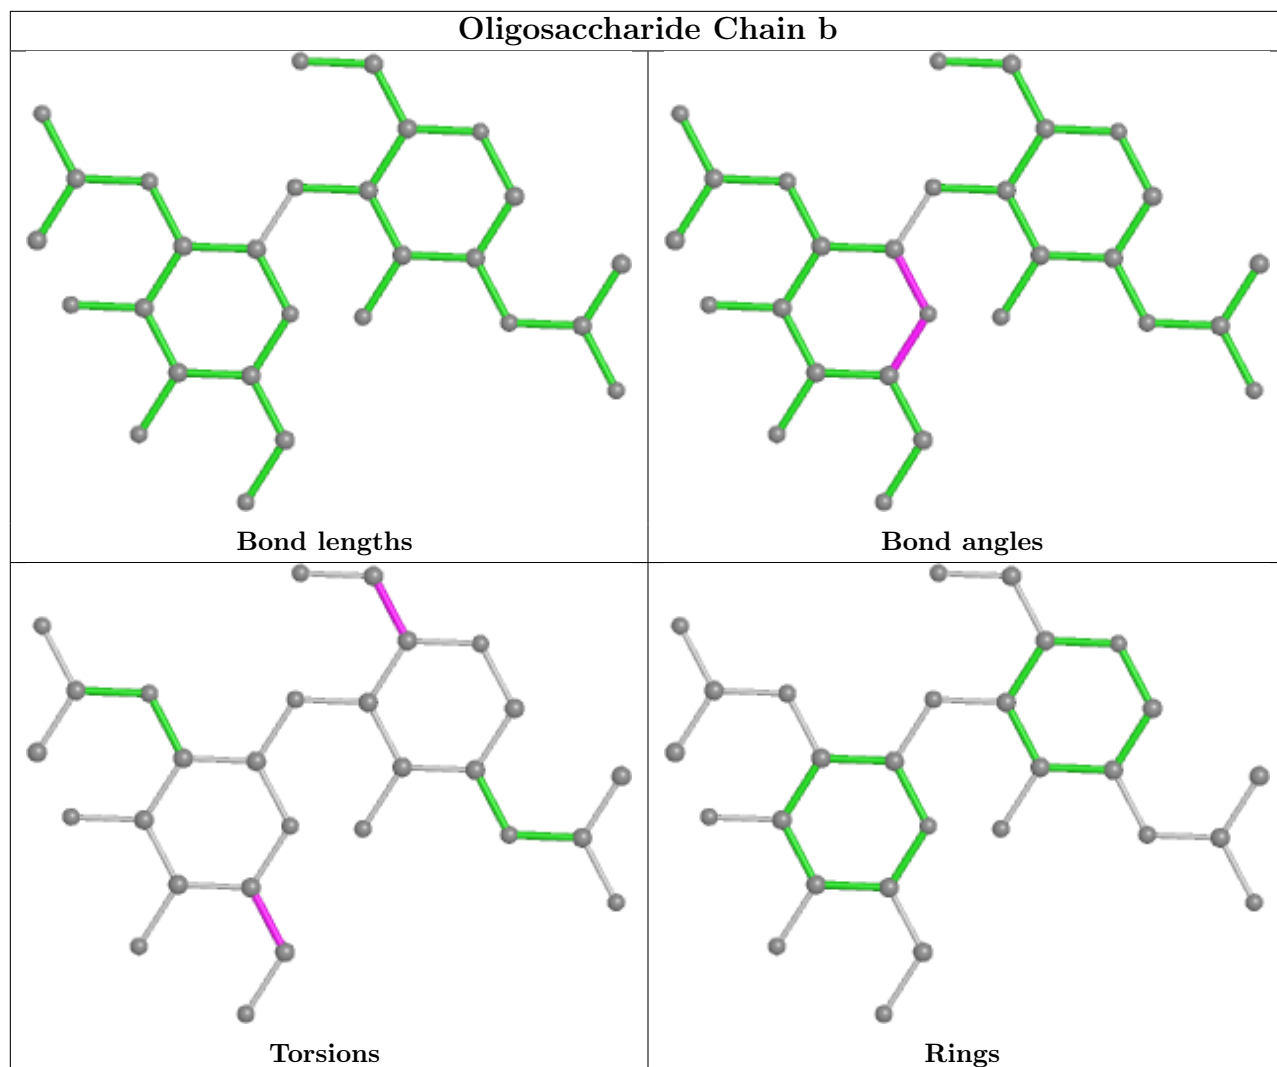 Oligosaccharide Chain b
Bond lengths
Bond angles
Torsions
Rings